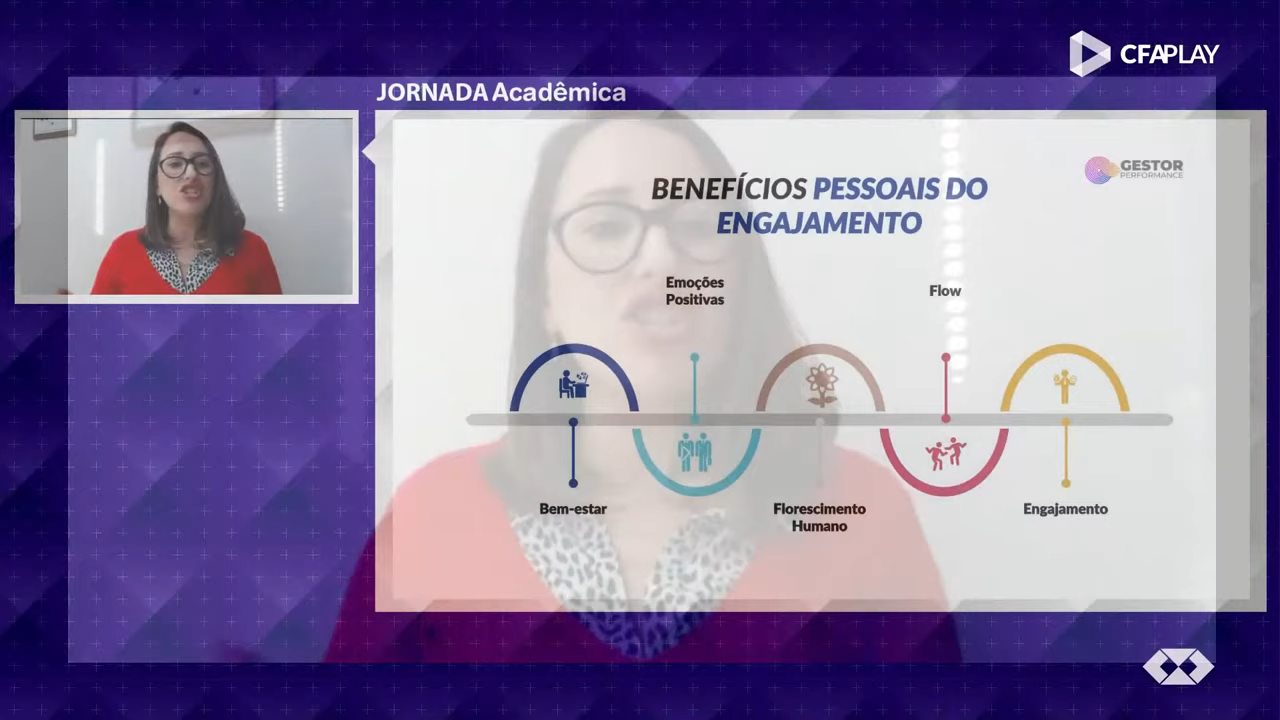 CFAPLAY
JORNADA Acadêmica
GESTOR
PERFORMANCE
BENEFÍCIOS PESSOAIS DO
ENGAJAMENTO
Emoções
Positivas
Flow
Bem-estar
Florescimento
Humano
Engajamento